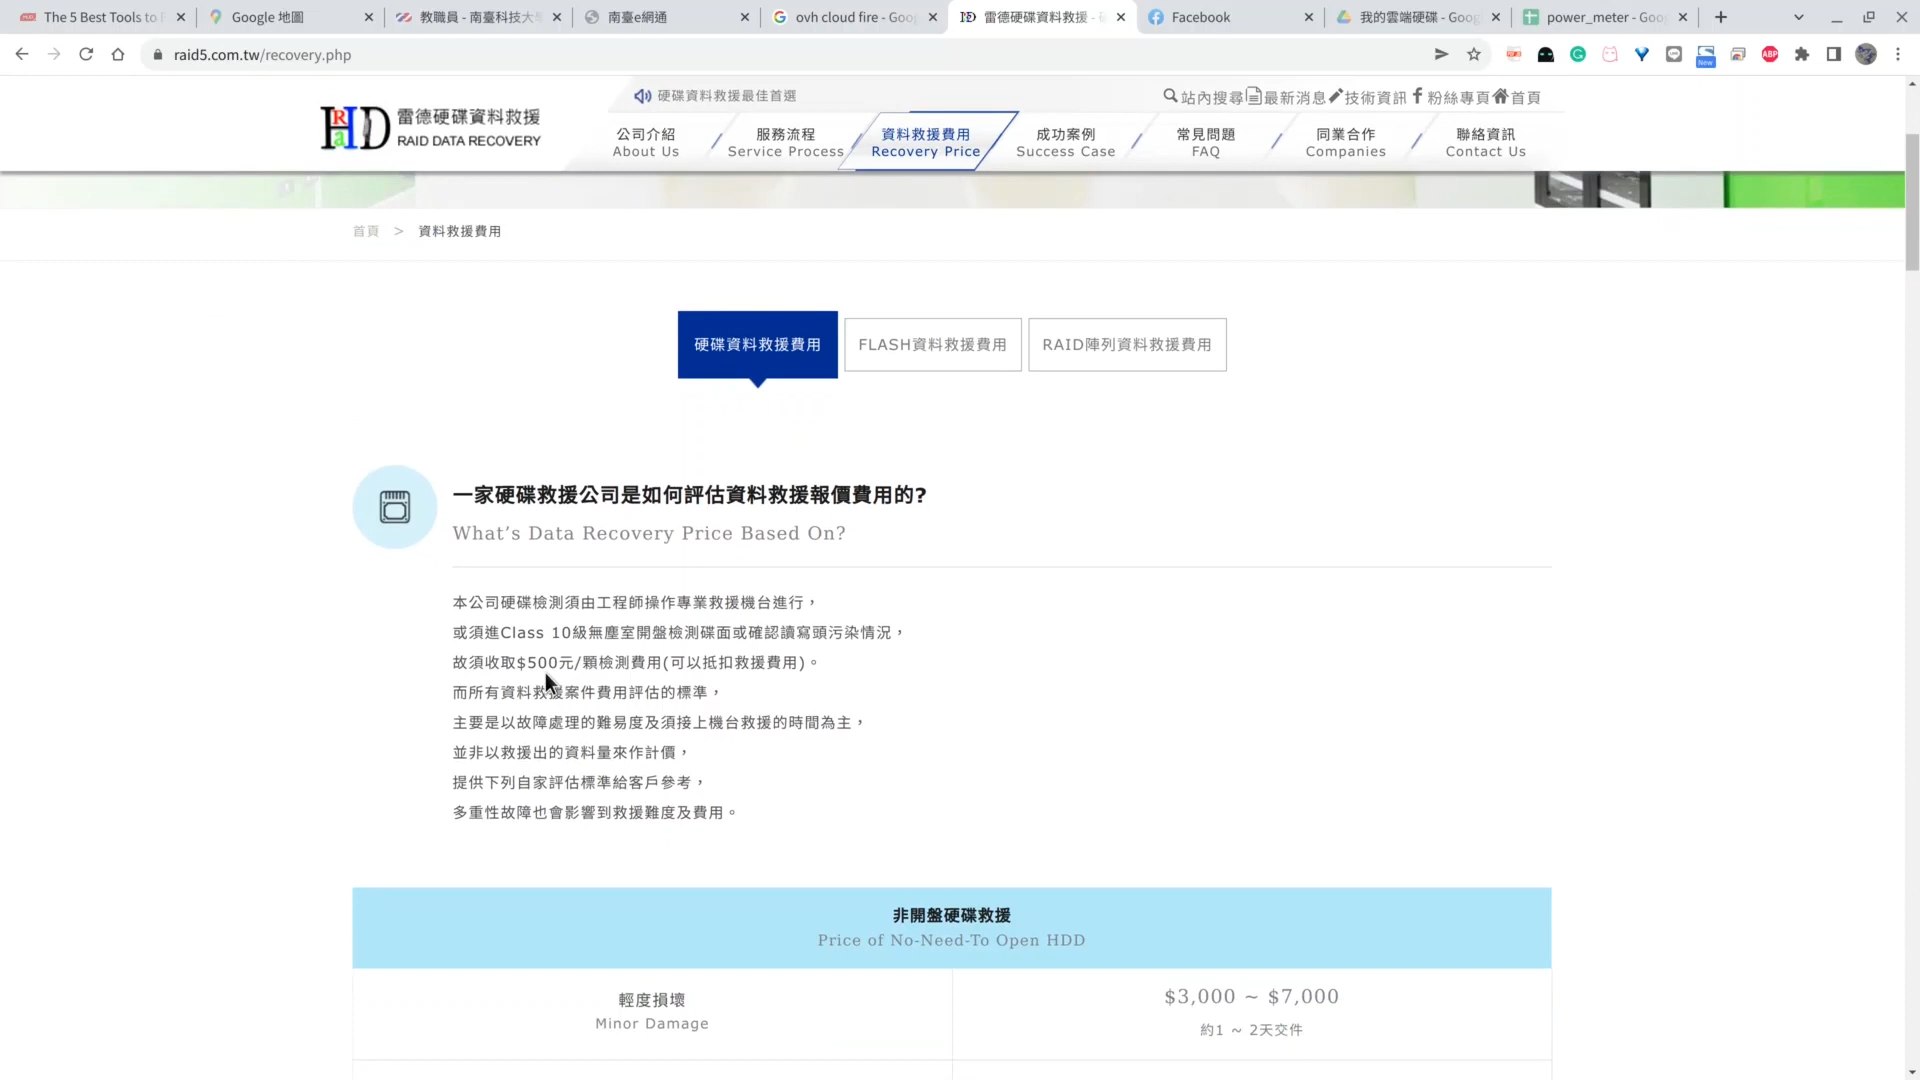 The 5 Best Tools to
Google 地圖
教職員 - 南臺科技大
南臺e網通
ovh cloud fire - Goo
雷德硬碟資料救援 -
Facebook
我的雲端硬碟 - Goog
power_meter - Goo
raid5.com.tw/recovery.php
New
ABP
RaHD
雷德硬碟資料救援
RAID DATA RECOVERY
硬碟資料救援最佳首選
站內搜尋 最新消息 技術資訊 粉絲專頁 首頁
公司介紹
About Us
服務流程
Service Process
資料救援費用
Recovery Price
成功案例
Success Case
常見問題
FAQ
同業合作
Companies
聯絡資訊
Contact Us
首頁 > 資料救援費用
硬碟資料救援費用
FLASH資料救援費用
RAID陣列資料救援費用
一家硬碟救援公司是如何評估資料救援報價費用的?
What's Data Recovery Price Based On?
本公司硬碟檢測須由工程師操作專業救援機台進行，
或須進Class 10級無塵室開盤檢測碟面或確認讀寫頭污染情況，
故須收取$500元/顆檢測費用(可以抵扣救援費用)。
而所有資料救援案件費用評估的標準，
主要是以故障處理的難易度及須接上機台救援的時間為主，
並非以救援出的資料量來作計價，
提供下列自家評估標準給客戶參考，
多重性故障也會影響到救援難度及費用。
非開盤硬碟救援
Price of No-Need-To Open HDD
輕度損壞
Minor Damage
$3,000 ~ $7,000
約1 ~ 2天交件